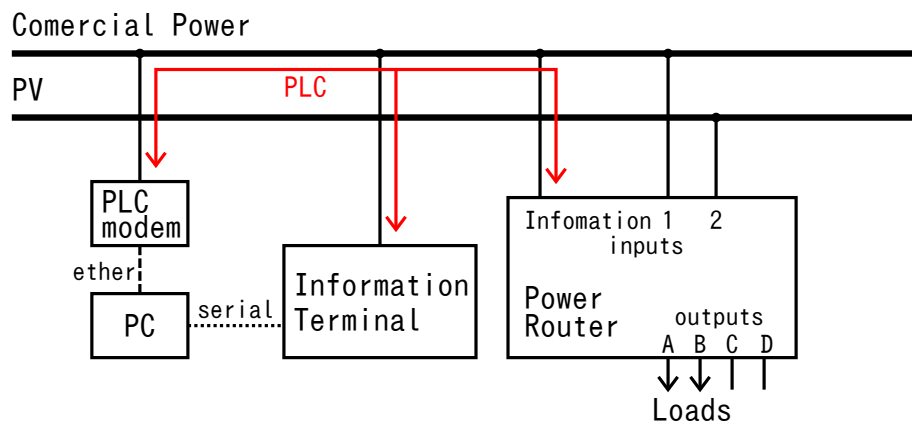 Comercial Power
PLC
PV
PLC
modem
Infomation 1 2
inputs
ether
Information
Terminal
Power
Router
serial
PC
outputs
A B C D
Loads